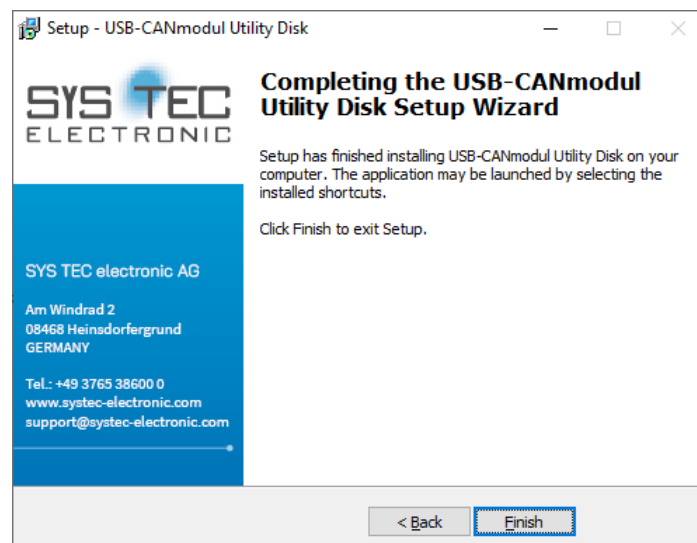 Setup - USB-CANmodul Utility Disk
SYS TEC
ELECTRONIC
Completing the USB-CANmodul
Utility Disk Setup Wizard
Setup has finished installing USB-CANmodul Utility Disk on your
computer. The application may be launched by selecting the
installed shortcuts.
Click Finish to exit Setup.
SYS TEC electronic AG
Am Windrad 2
08468 Heinsdorfergrund
GERMANY
Tel.: +49 3765 38600 0
www.systec-electronic.com
support@systec-electronic.com
< Back
Finish